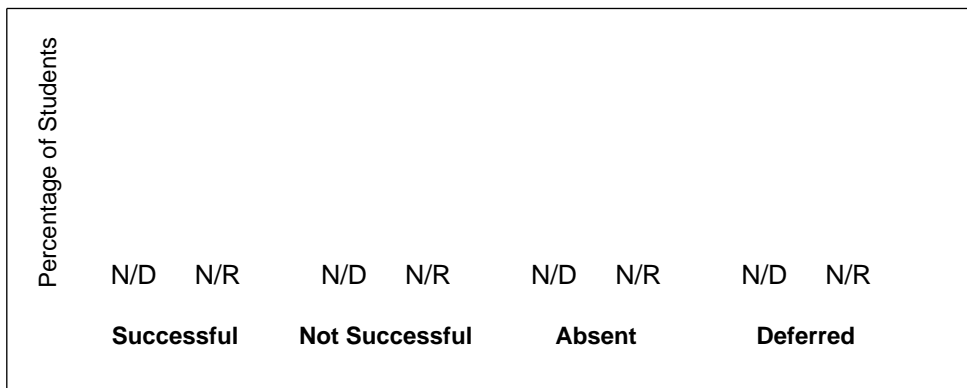 Percentage of Students
N/D N/R N/D N/R N/D N/R N/D N/R
Successful Not Successful Absent Deferred